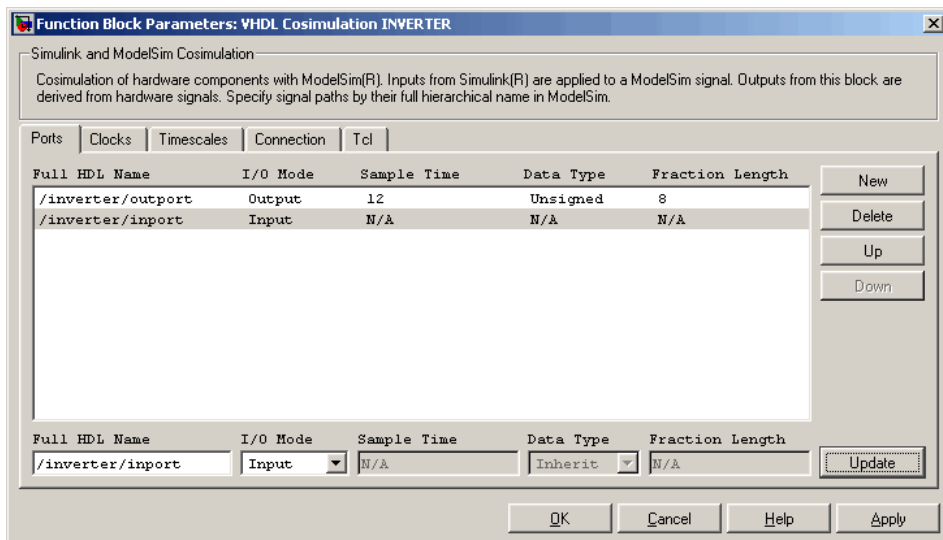 Function Block Parameters: VHDL Cosimulation INVERTER
Simulink and ModelSim Cosimulation
Cosimulation of hardware components with ModelSim(R). Inputs from Simulink(R) are applied to a ModelSim signal. Outputs from this block are
derived from hardware signals. Specify signal paths by their full hierarchical name in ModelSim.
Ports Clocks Timescales Connection Tcl
Full HDL Name I/O Mode Sample Time Data Type Fraction Length
/inverter/outport Output 12 Unsigned 8
/inverter/inport Input N/A N/A N/A
New
Delete
Up
Down
Full HDL Name I/O Mode Sample Time Data Type Fraction Length
/inverter/inport Input N/A Inherit N/A Update
OK Cancel Help Apply